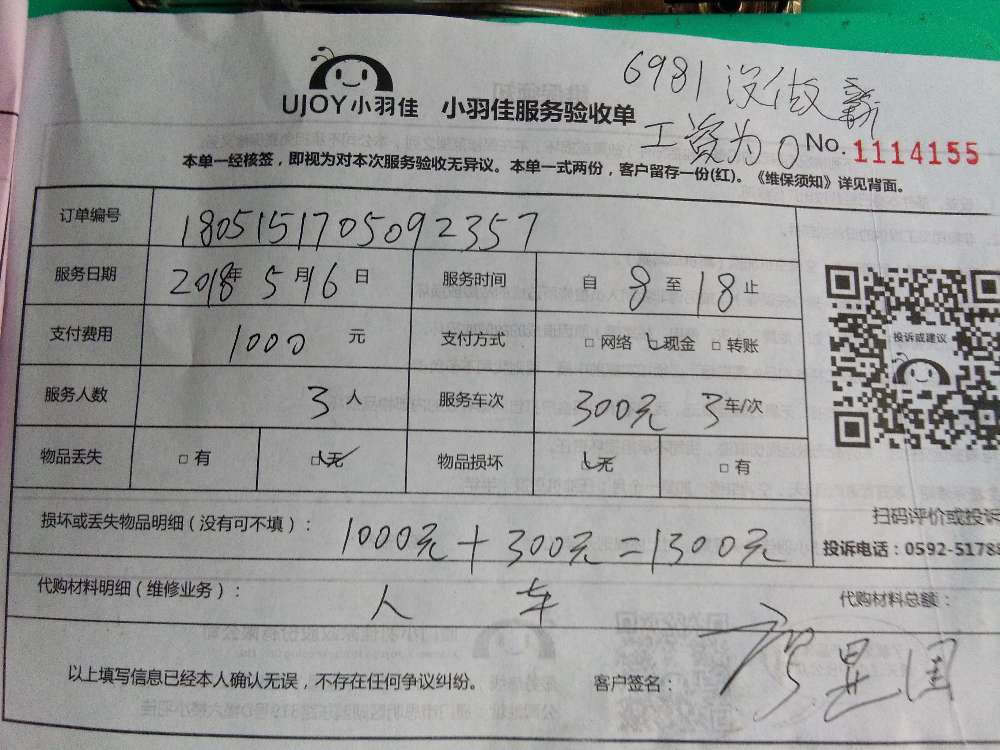 6981没做薪
UJOY小羽佳 小羽佳服务验收单
工资为0
No. 1114155
本单一经核签，即视为对本次服务验收无异议。本单一式两份，客户留存一份(红)。《维保须知》详见背面。
订单编号 1805151705092357
服务日期 2018年 5月16日 服务时间 自 8 至 18 止
支付费用 1000 元 支付方式 □ 网络 □ 现金 □ 转账
投诉或建议
服务人数 3人 服务车次 300元 3车/次
物品丢失 □ 有 □ 无 物品损坏 □ 无 □ 有
扫码评价或投诉
损坏或丢失物品明细（没有可不填）： 1000元+300元=1300元
投诉电话：0592-5178
代购材料明细（维修业务）： 人 车 代购材料总额：
以上填写信息已经本人确认无误，不存在任何争议纠纷。 客户签名：